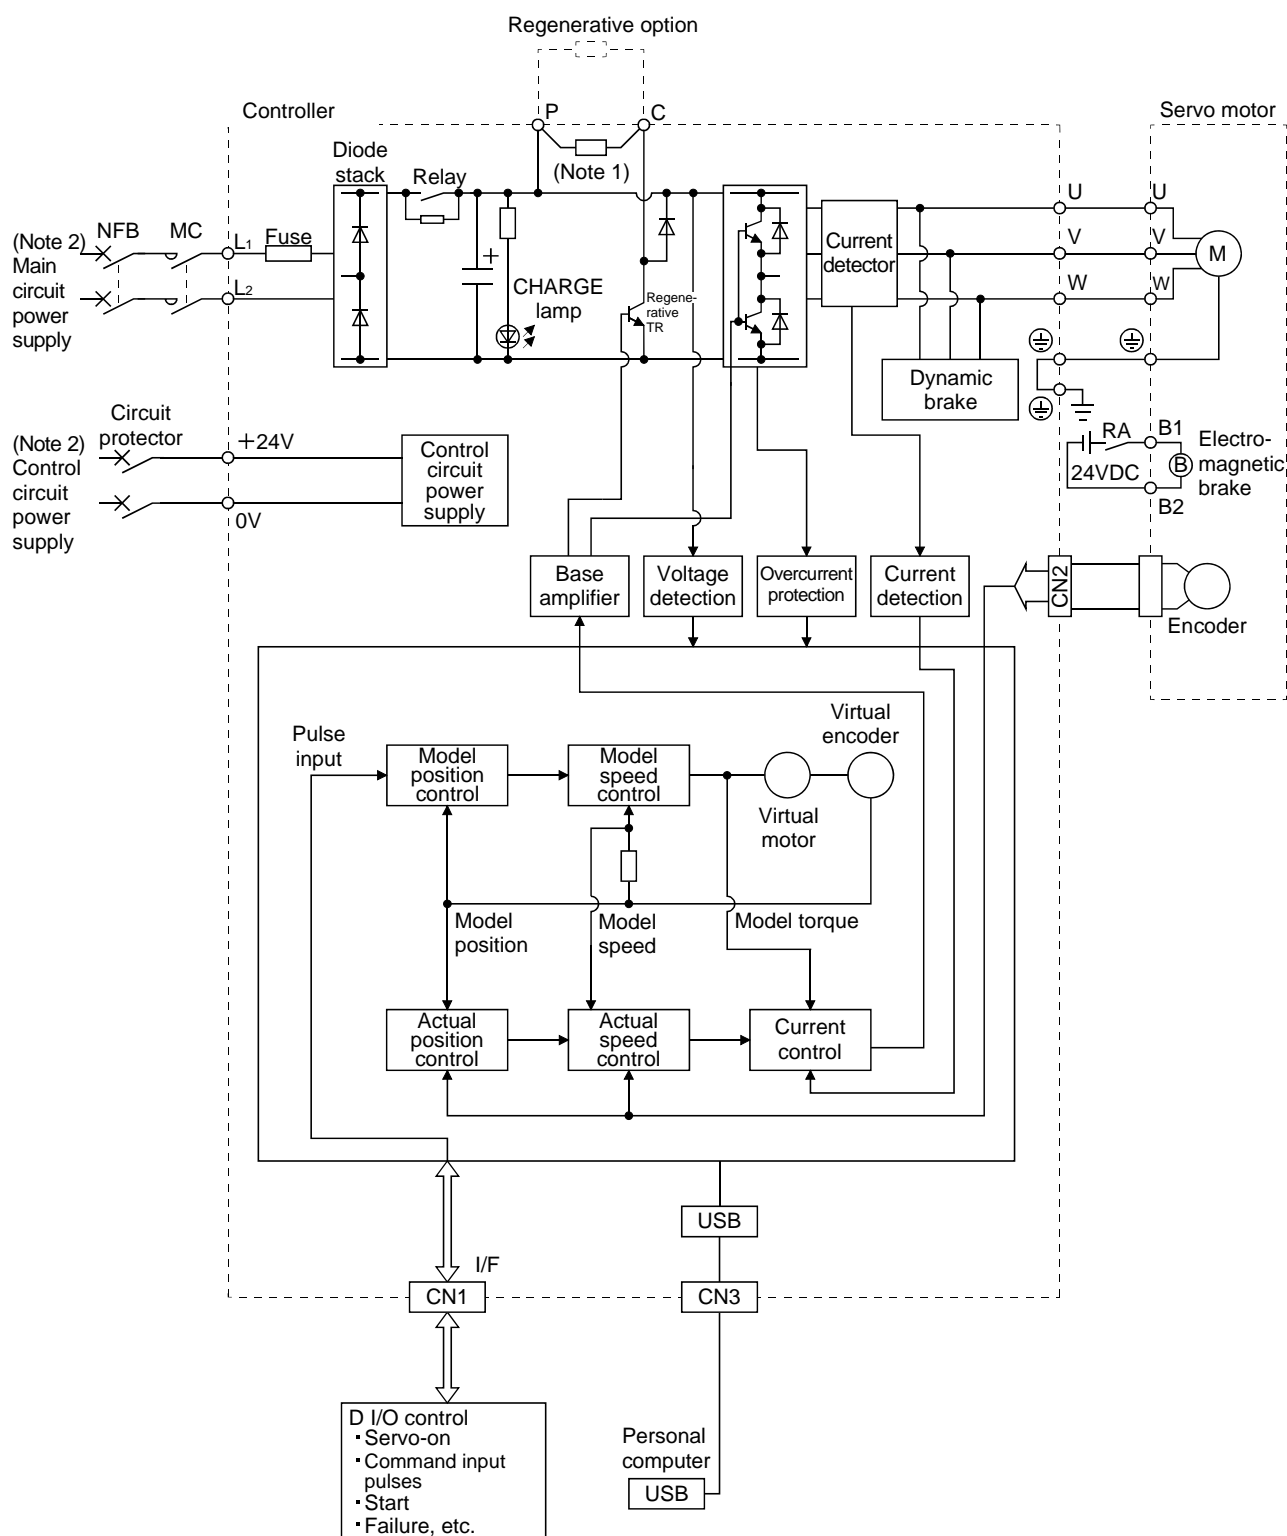 Regenerative option
Controller
P
C
Servo motor
Diode
stack
Relay
(Note 1)
U
U
(Note 2)
Main
circuit
power
supply
NFB
MC
L1
Fuse
Current
detector
V
V
M
L2
+
CHARGE
lamp
Regene-
rative
TR
W
W
Dynamic
brake
(Note 2)
Control
circuit
power
supply
Circuit
protector
+24V
0V
Control
circuit
power
supply
RA
24VDC
B1
B
B2
Electro-
magnetic
brake
Base
amplifier
Voltage
detection
Overcurrent
protection
Current
detection
CN2
Encoder
Pulse
input
Model
position
control
Model
speed
control
Virtual
encoder
Virtual
motor
Model
position
Model
speed
Model torque
Actual
position
control
Actual
speed
control
Current
control
USB
I/F
CN1
CN3
D I/O control
・Servo-on
・Command input
pulses
・Start
・Failure, etc.
Personal
computer
USB